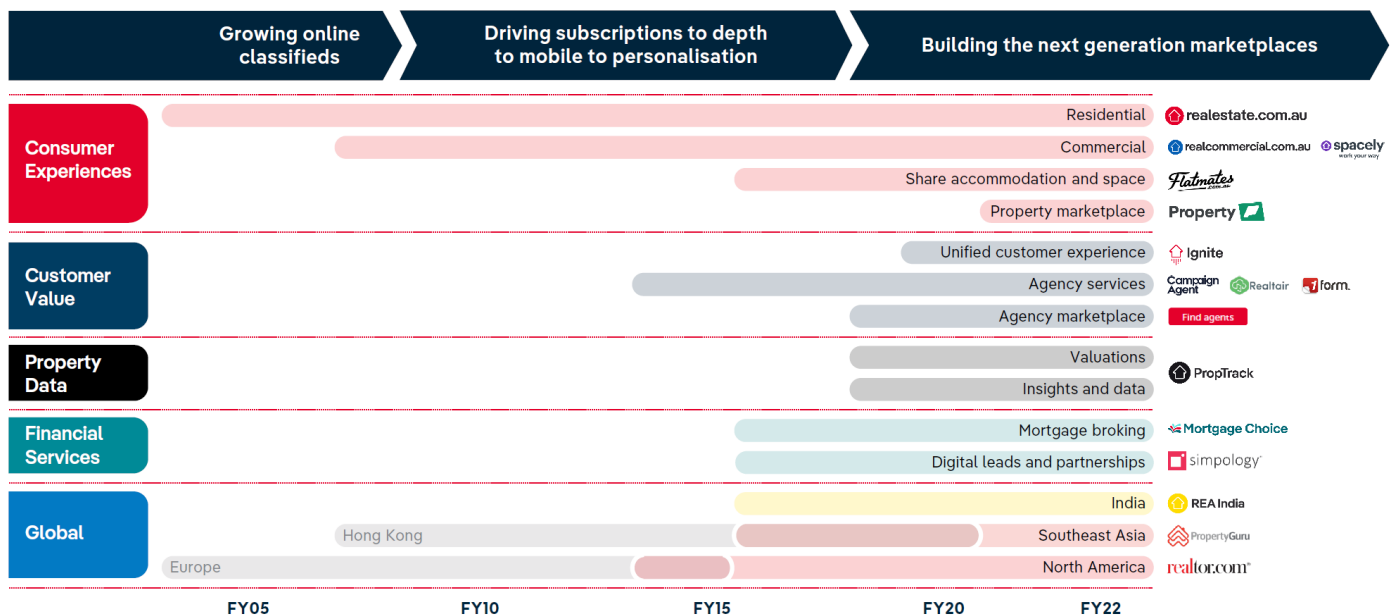 Growing online
classifieds
Driving subscriptions to depth
to mobile to personalisation
Building the next generation marketplaces
Consumer
Experiences
Residential
realestate.com.au
Commercial
realcommercial.com.au
spacely
work your way
Share accommodation and space
Flatmates
.com.au
Property marketplace
Property
Customer
Value
Unified customer experience
Ignite
Agency services
Campaign
Agent
Realtair
1form.
Agency marketplace
Find agents
Property
Data
Valuations
Insights and data
PropTrack
Financial
Services
Mortgage broking
Mortgage Choice
Digital leads and partnerships
simpology
Global
India
REA India
Hong Kong
Southeast Asia
PropertyGuru
Europe
North America
realtor.com®
FY05 FY10 FY15 FY20 FY22